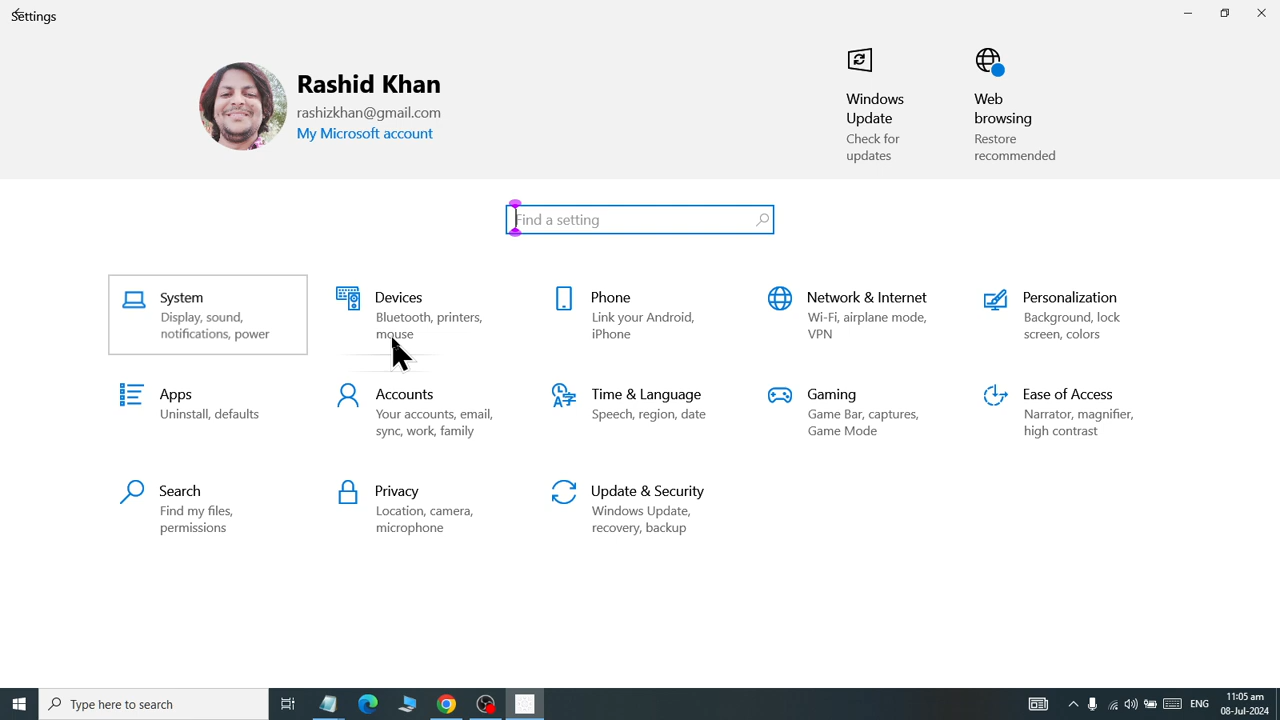 Settings
Rashid Khan
rashizkhan@gmail.com
My Microsoft account
Windows
Update
Check for
updates
Web
browsing
Restore
recommended
Find a setting
System
Display, sound,
notifications, power
Devices
Bluetooth, printers,
mouse
Phone
Link your Android,
iPhone
Network & Internet
Wi-Fi, airplane mode,
VPN
Personalization
Background, lock
screen, colors
Apps
Uninstall, defaults
Accounts
Your accounts, email,
sync, work, family
Time & Language
Speech, region, date
Gaming
Game Bar, captures,
Game Mode
Ease of Access
Narrator, magnifier,
high contrast
Search
Find my files,
permissions
Privacy
Location, camera,
microphone
Update & Security
Windows Update,
recovery, backup
Type here to search
ENG
11:05 am
08-Jul-2024